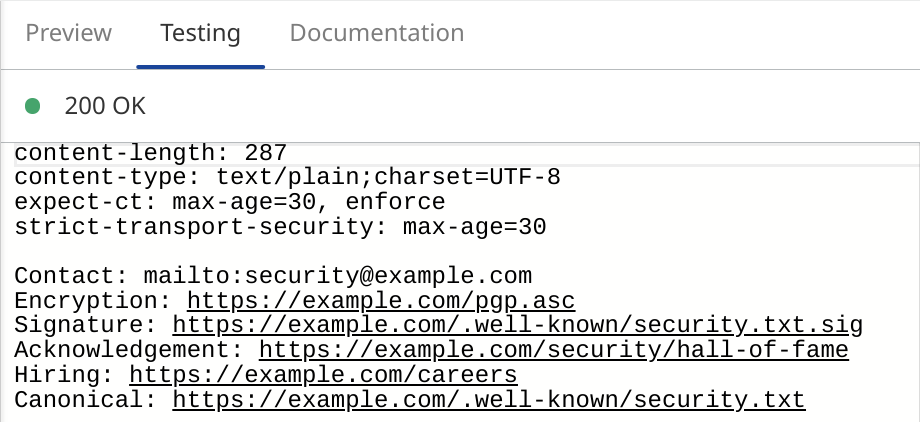 Preview Testing Documentation
200 OK
content-length: 287
content-type: text/plain;charset=UTF-8
expect-ct: max-age=30, enforce
strict-transport-security: max-age=30
Contact: mailto:security@example.com
Encryption: https://example.com/pgp.asc
Signature: https://example.com/.well-known/security.txt.sig
Acknowledgement: https://example.com/security/hall-of-fame
Hiring: https://example.com/careers
Canonical: https://example.com/.well-known/security.txt